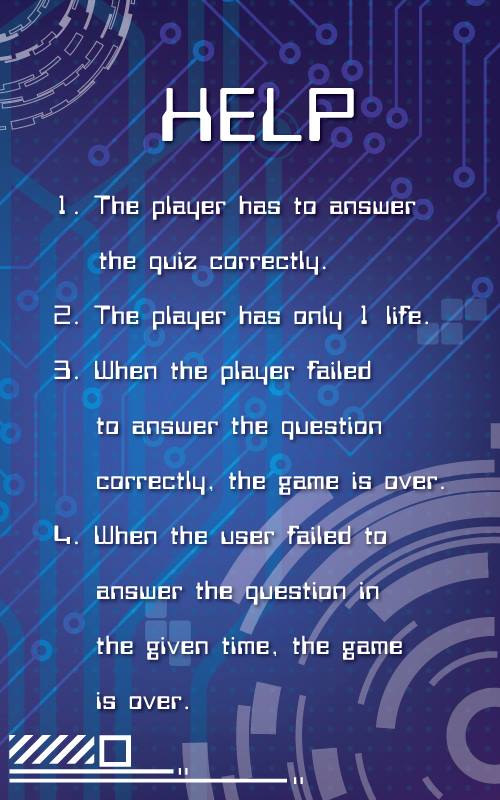 HELP
1. The player has to answer
the quiz correctly.
2. The player has only 1 life.
3. When the player failed
to answer the question
correctly, the game is over.
4. When the user failed to
answer the question in
the given time, the game
is over.